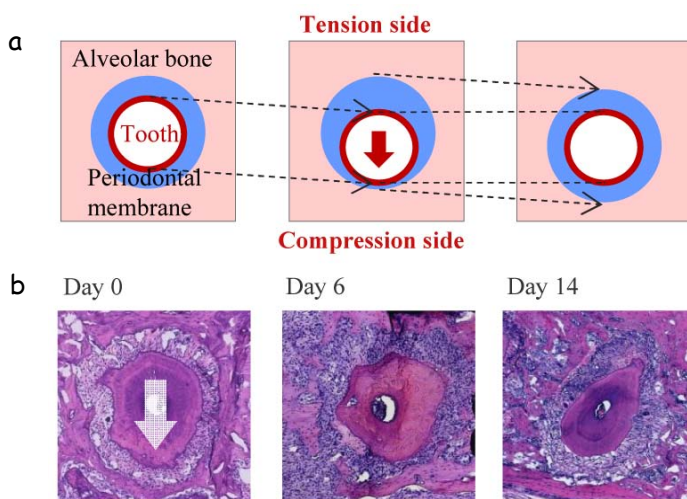 a
Tension side
Alveolar bone
Tooth
Periodontal
membrane
Compression side
b
Day 0
Day 6
Day 14